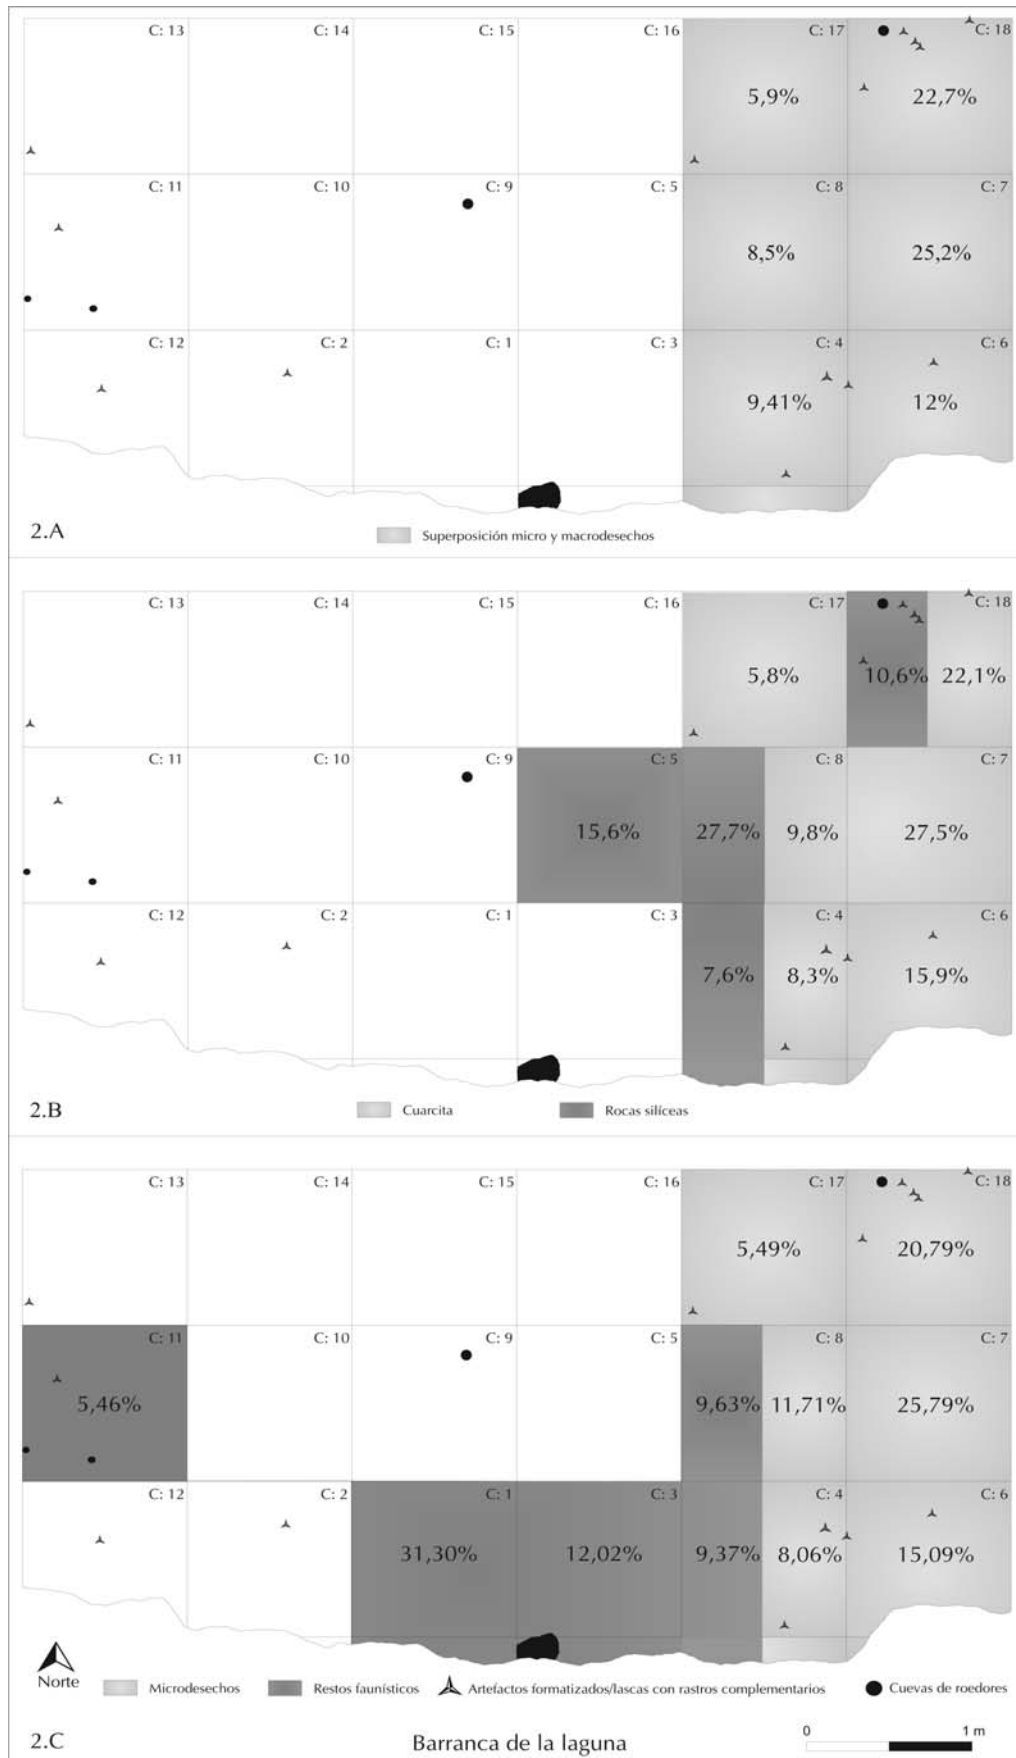 C: 13 C: 14 C: 15 C: 16 C: 17 C: 18
5,9% 22,7%
C: 11 C: 10 C: 9 C: 5 C: 8 C: 7
8,5% 25,2%
C: 12 C: 2 C: 1 C: 3 C: 4 C: 6
9,41% 12%
2.A
Superposición micro y macrodesechos
C: 13 C: 14 C: 15 C: 16 C: 17 C: 18
5,8% 10,6% 22,1%
C: 11 C: 10 C: 9 C: 5 C: 8 C: 7
15,6% 27,7% 9,8% 27,5%
C: 12 C: 2 C: 1 C: 3 C: 4 C: 6
7,6% 8,3% 15,9%
2.B
Cuarcita Rocas silíceas
C: 13 C: 14 C: 15 C: 16 C: 17 C: 18
5,49% 20,79%
C: 11 C: 10 C: 9 C: 5 C: 8 C: 7
5,46% 9,63% 11,71% 25,79%
C: 12 C: 2 C: 1 C: 3 C: 4 C: 6
31,30% 12,02% 9,37% 8,06% 15,09%
Norte Microdesechos Restos faunísticos Artefactos formatizados/lascas con rastros complementarios Cuevas de roedores
0 1 m
2.C Barranca de la laguna